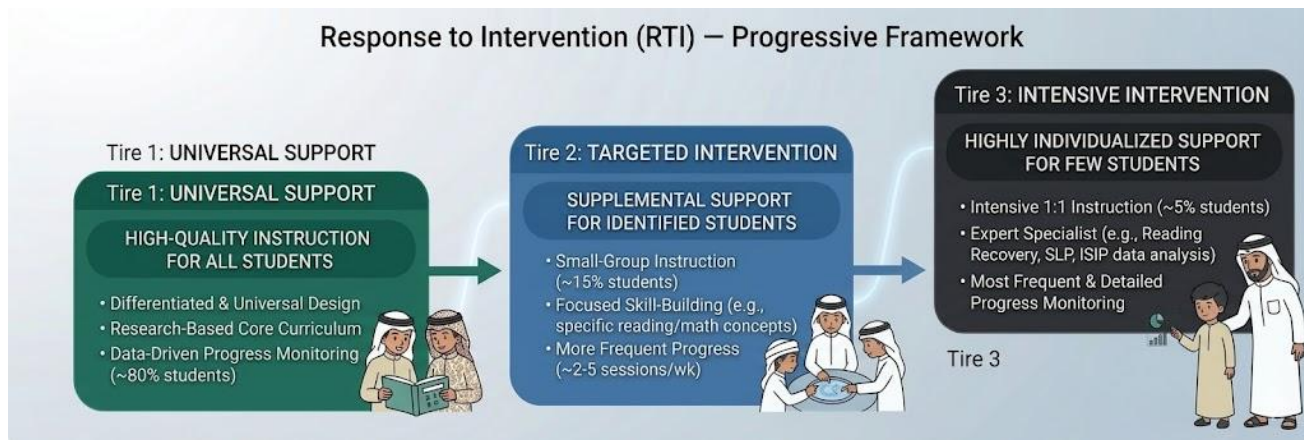 Response to Intervention (RTI) — Progressive Framework
Tire 1: UNIVERSAL SUPPORT
Tire 1: UNIVERSAL SUPPORT
HIGH-QUALITY INSTRUCTION
FOR ALL STUDENTS
• Differentiated & Universal Design
• Research-Based Core Curriculum
• Data-Driven Progress Monitoring
(~80% students)
Tire 2: TARGETED INTERVENTION
SUPPLEMENTAL SUPPORT
FOR IDENTIFIED STUDENTS
• Small-Group Instruction
(~15% students)
• Focused Skill-Building (e.g.,
specific reading/math concepts)
• More Frequent Progress
(~2-5 sessions/wk)
Tire 3: INTENSIVE INTERVENTION
HIGHLY INDIVIDUALIZED SUPPORT
FOR FEW STUDENTS
• Intensive 1:1 Instruction (~5% students)
• Expert Specialist (e.g., Reading
Recovery, SLP, ISIP data analysis)
• Most Frequent & Detailed
Progress Monitoring
Tire 3